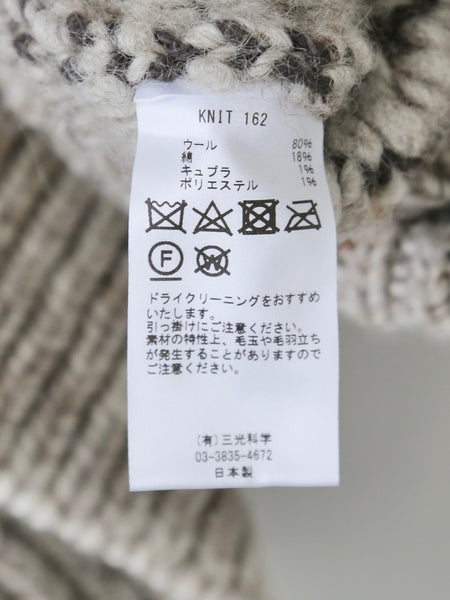 KNIT 162
ウール 80%
綿 18%
キュプラ 1%
ポリエステル 1%
F
W
ドライクリーニングをおすすめ
いたします。
引っ掛けにご注意ください。
素材の特性上、毛玉や毛羽立ち
が発生することがありますので
ご注意ください。
(有)三光科学
03-3835-4672
日本製